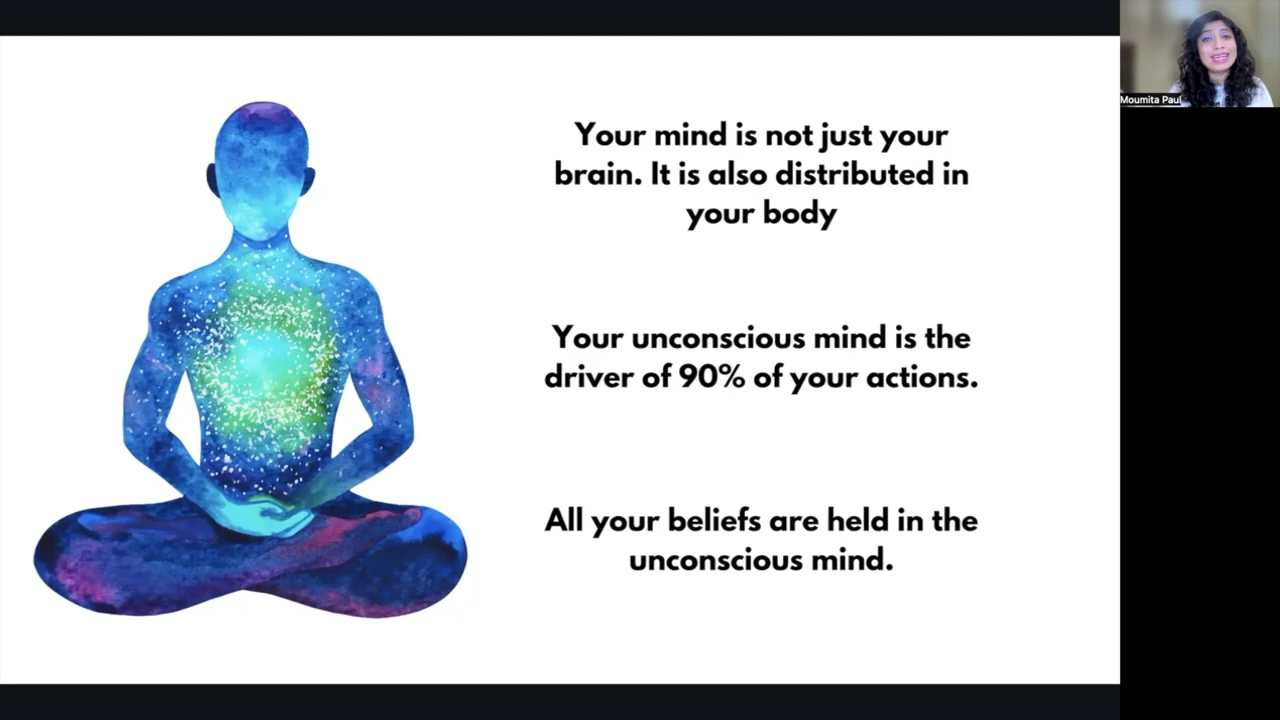 Your mind is not just your
brain. It is also distributed in
your body
Your unconscious mind is the
driver of 90% of your actions.
All your beliefs are held in the
unconscious mind.
Moumita Paul